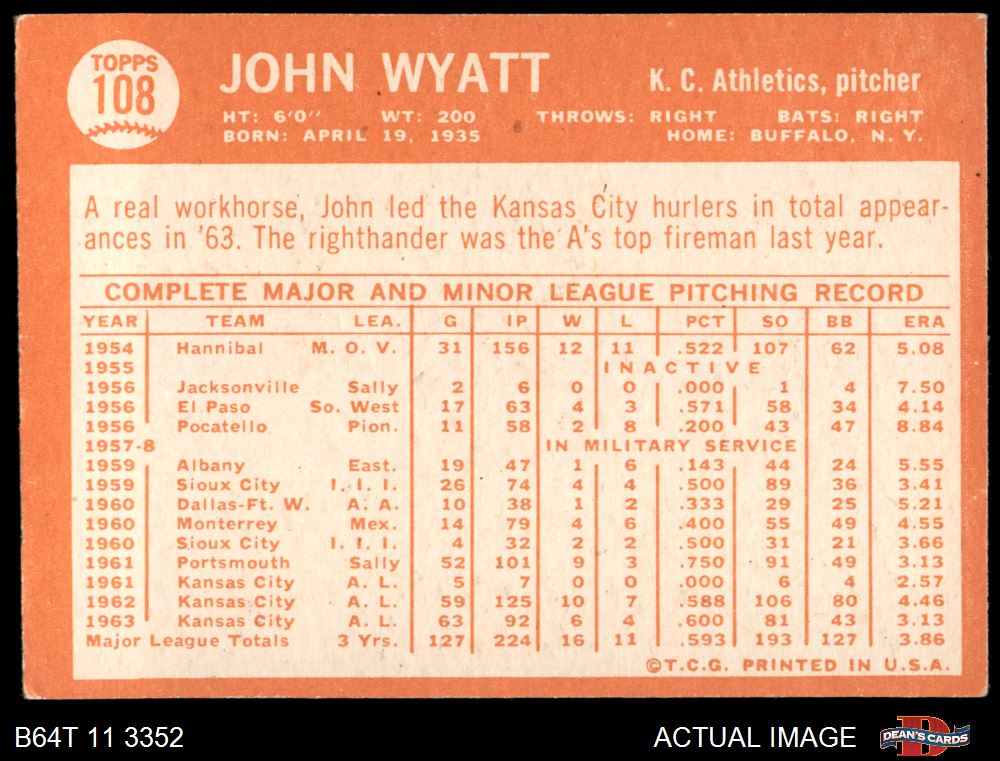 TOPPS
108
JOHN WYATT
K. C. Athletics, pitcher
HT: 6'0" WT: 200 THROWS: RIGHT BATS: RIGHT
BORN: APRIL 19, 1935 HOME: BUFFALO, N. Y.
A real workhorse, John led the Kansas City hurlers in total appear-
ances in '63. The righthander was the A's top fireman last year.
COMPLETE MAJOR AND MINOR LEAGUE PITCHING RECORD
YEAR TEAM LEA. G IP W L PCT SO BB ERA
1954 Hannibal M. O. V. 31 156 12 11 .522 107 62 5.08
1955 INACTIVE
1956 Jacksonville Sally 2 6 0 0 .000 1 4 7.50
1956 El Paso So. West 17 63 4 3 .571 58 34 4.14
1956 Pocatello Pion. 11 58 2 8 .200 43 47 8.84
1957-8 IN MILITARY SERVICE
1959 Albany East. 19 47 1 6 .143 44 24 5.55
1959 Sioux City I. I. I. 26 74 4 4 .500 89 36 3.41
1960 Dallas-Ft. W. A. A. 10 38 1 2 .333 29 25 5.21
1960 Monterrey Mex. 14 79 4 6 .400 55 49 4.55
1960 Sioux City I. I. I. 4 32 2 2 .500 31 21 3.66
1961 Portsmouth Sally 52 101 9 3 .750 91 49 3.13
1961 Kansas City A. L. 5 7 0 0 .000 6 4 2.57
1962 Kansas City A. L. 59 125 10 7 .588 106 80 4.46
1963 Kansas City A. L. 63 92 6 4 .600 81 43 3.13
Major League Totals 3 Yrs. 127 224 16 11 .593 193 127 3.86
©T.C.G. PRINTED IN U.S.A.
B64T 11 3352
ACTUAL IMAGE
D
DEAN'S CARDS